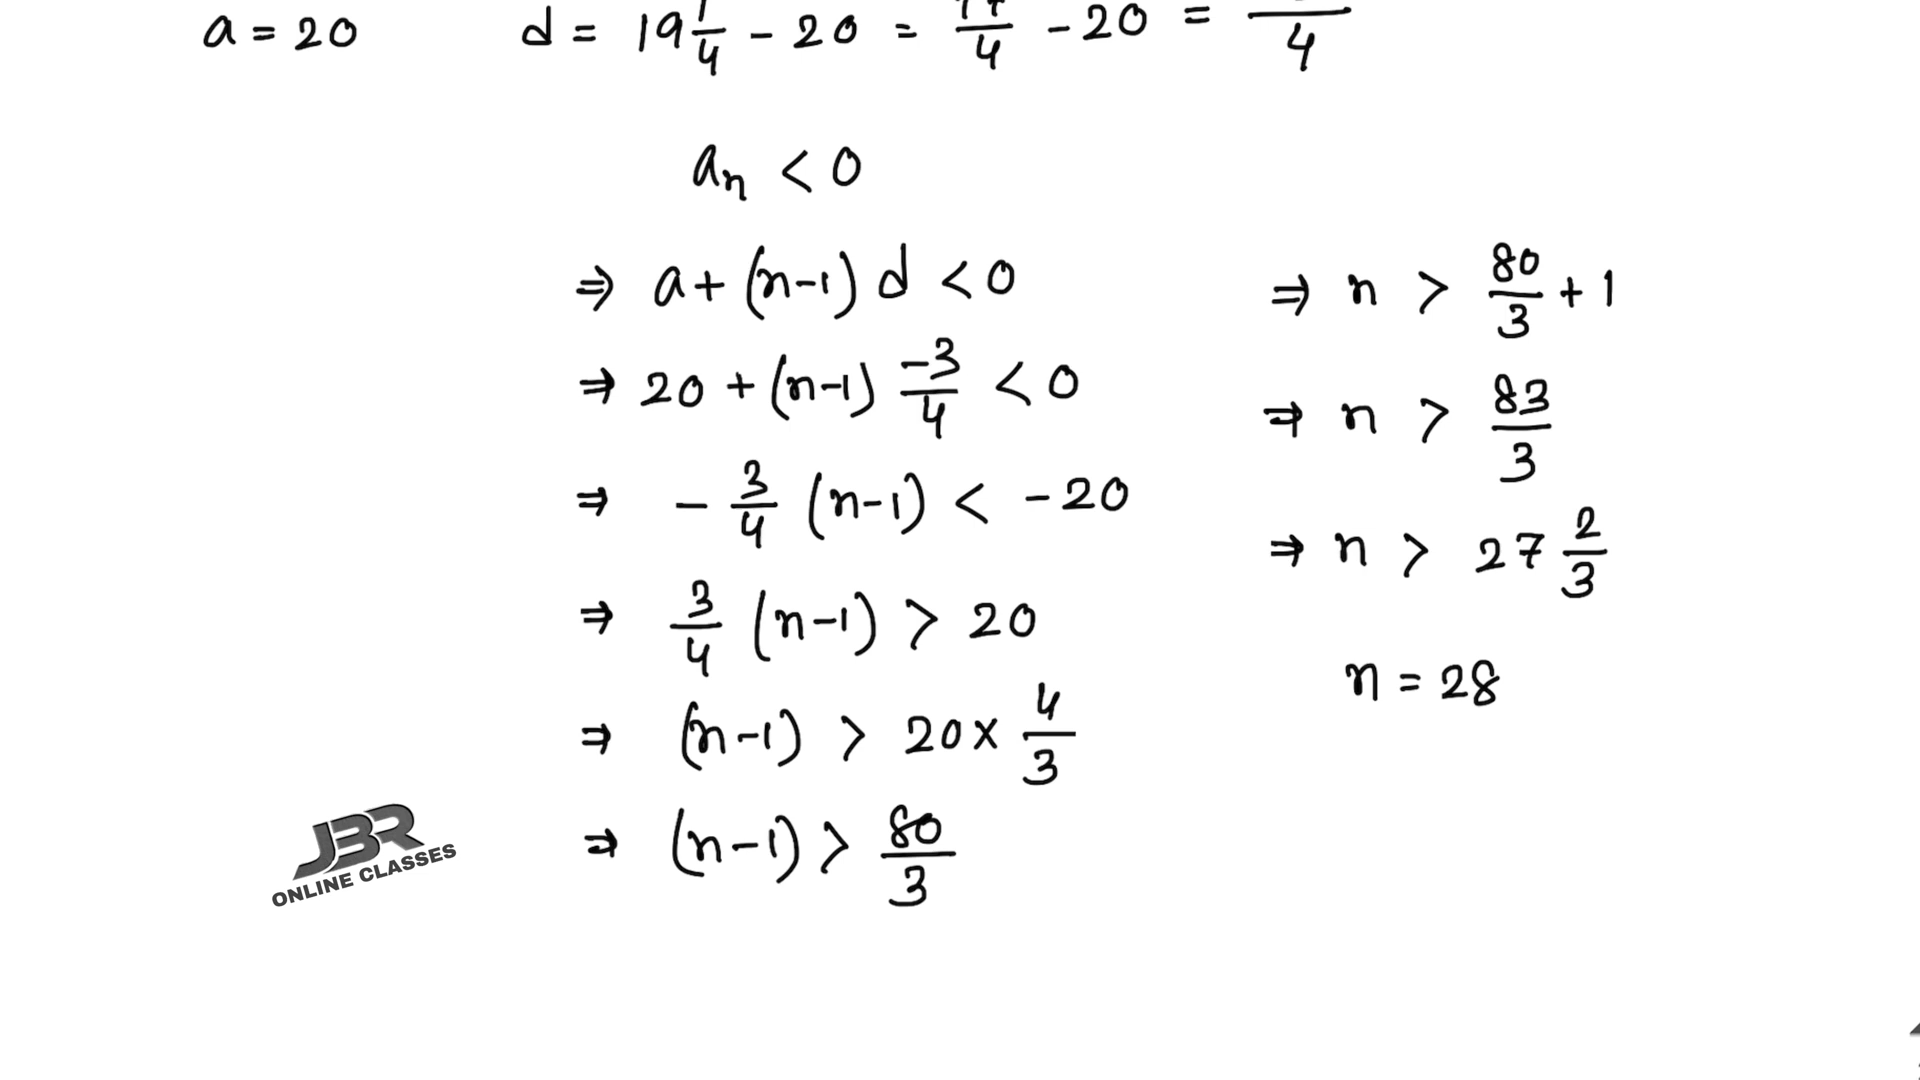 a = 20 d = 19 1/4 - 20 = 77/4 - 20 = /4
aₙ < 0
⇒ a + (n-1) d < 0
⇒ 20 + (n-1) -3/4 < 0
⇒ - 3/4 (n-1) < -20
⇒ 3/4 (n-1) > 20
⇒ (n-1) > 20 × 4/3
⇒ (n-1) > 80/3
⇒ n > 80/3 + 1
⇒ n > 83/3
⇒ n > 27 2/3
n = 28
JBR
ONLINE CLASSES